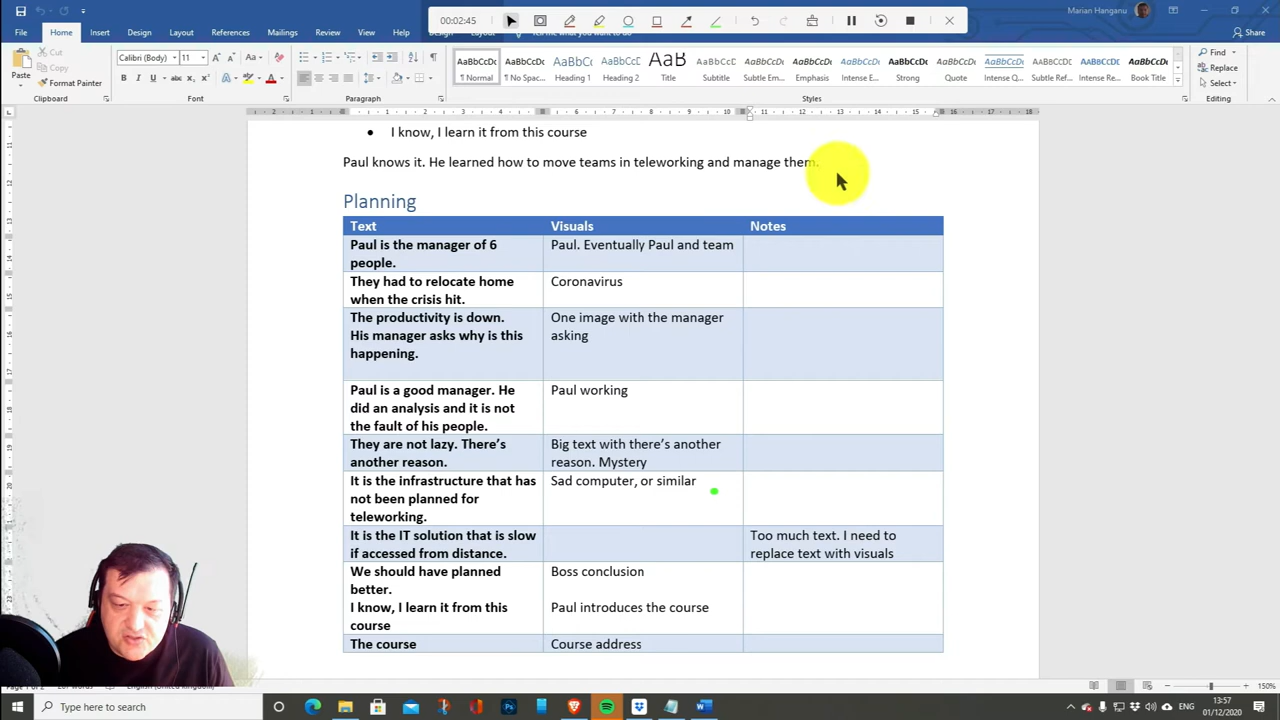 00:02:45
Marian Hanganu
File
Home
Insert
Design
Layout
References
Mailings
Review
View
Help
Share
Paste
Cut
Copy
Format Painter
Clipboard
Calibri (Body)
11
Font
Paragraph
AaBbCcDc AaBbCcDc AaBbC AaBbCcC AaB
¶ Normal
¶ No Spac...
Heading 1
Heading 2
Title
Subtitle
Subtle Em...
Emphasis
Intense E...
Strong
Quote
Intense Q...
Subtle Ref...
Intense Re...
Book Title
Styles
Find
Replace
Select
Editing
• I know, I learn it from this course
Paul knows it. He learned how to move teams in teleworking and manage them.
Planning
Text Visuals Notes
Paul is the manager of 6 Paul. Eventually Paul and team
people.
They had to relocate home Coronavirus
when the crisis hit.
The productivity is down. One image with the manager
His manager asks why is this asking
happening.
Paul is a good manager. He Paul working
did an analysis and it is not
the fault of his people.
They are not lazy. There's Big text with there's another
another reason. reason. Mystery
It is the infrastructure that has Sad computer, or similar
not been planned for
teleworking.
It is the IT solution that is slow Too much text. I need to
if accessed from distance. replace text with visuals
We should have planned Boss conclusion
better.
I know, I learn it from this Paul introduces the course
course
The course Course address
150%
Type here to search
ENG
13:57
01/12/2020